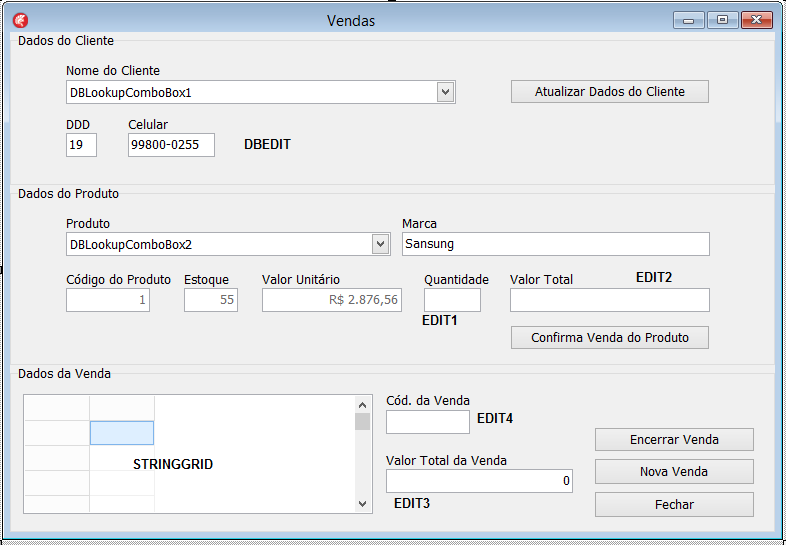 Vendas
Dados do Cliente
Nome do Cliente
DBLookupComboBox1
Atualizar Dados do Cliente
DDD Celular
19 99800-0255 DBEDIT
Dados do Produto
Produto Marca
DBLookupComboBox2 Sansung
Código do Produto Estoque Valor Unitário Quantidade Valor Total EDIT2
1 55 R$ 2.876,56
EDIT1
Confirma Venda do Produto
Dados da Venda
Cód. da Venda
EDIT4
Encerrar Venda
STRINGGRID
Valor Total da Venda
Nova Venda
0
EDIT3
Fechar